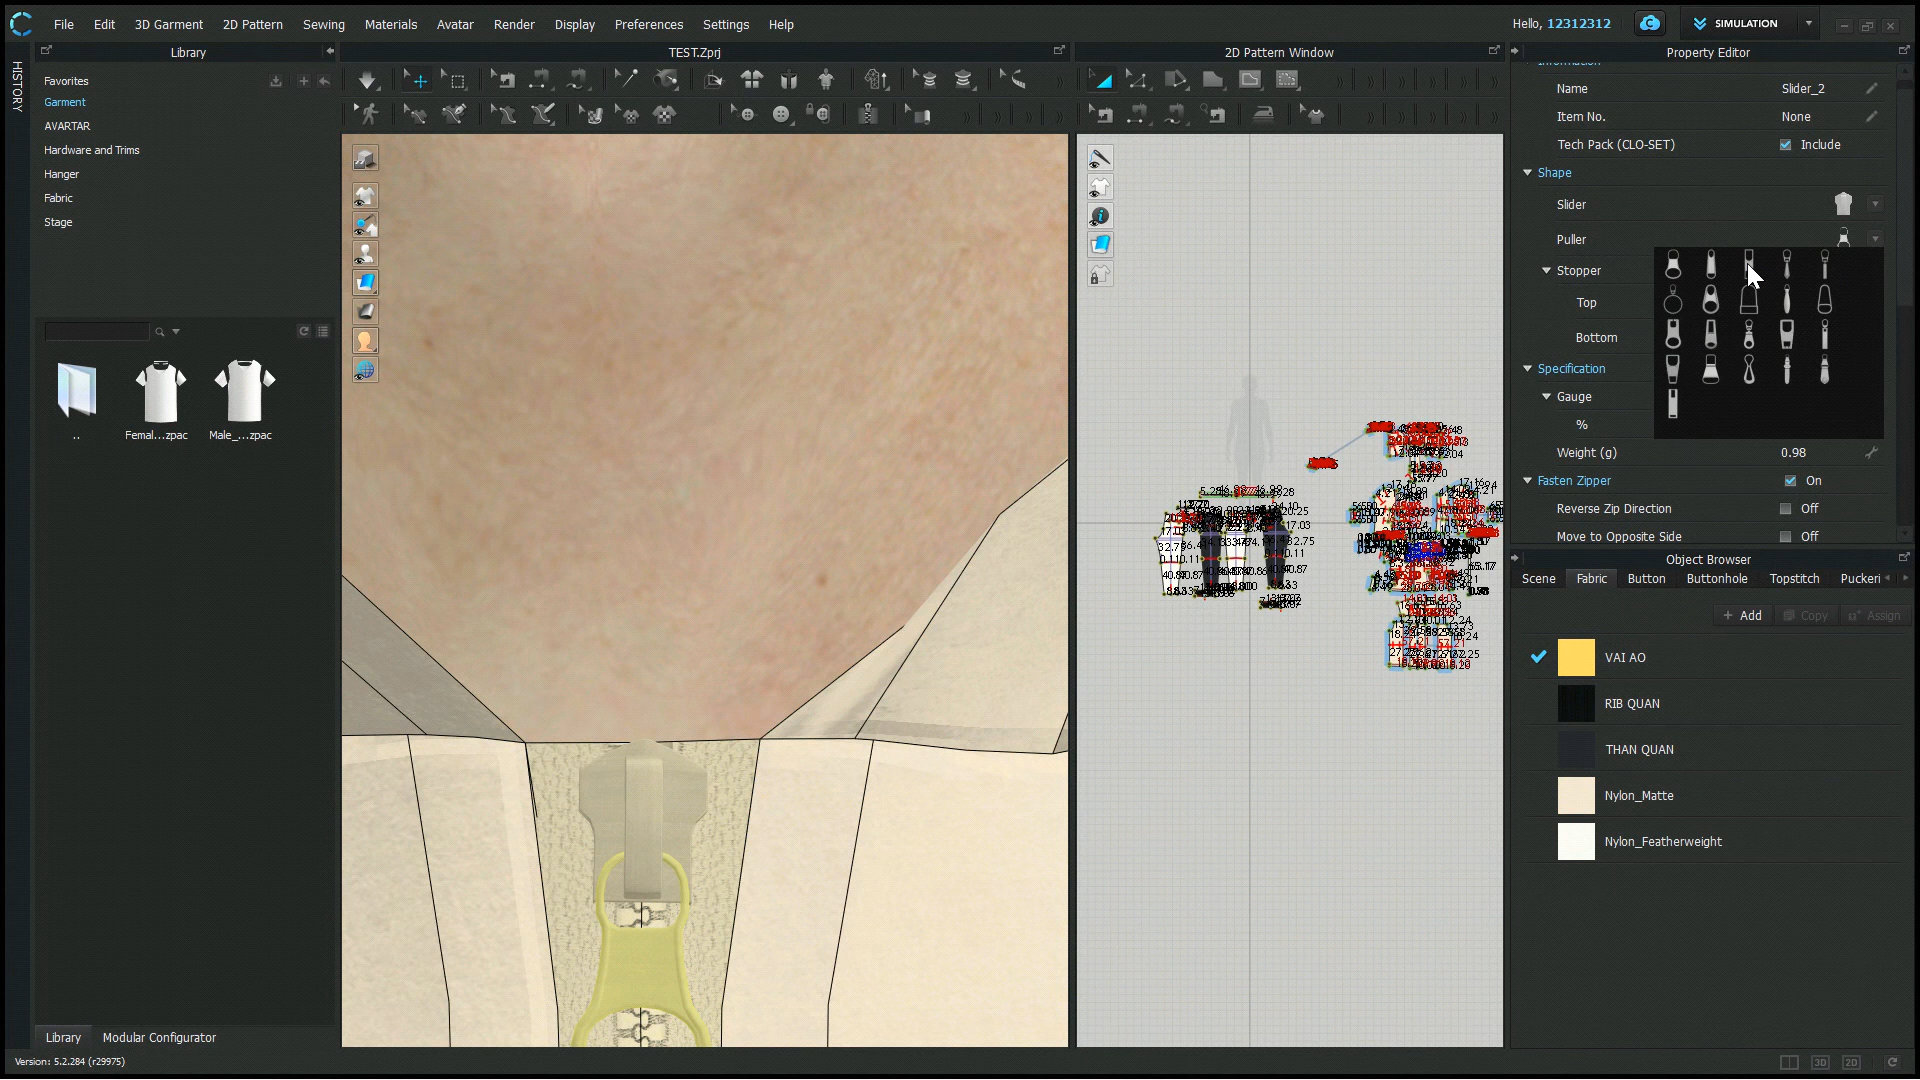 File Edit 3D Garment 2D Pattern Sewing Materials Avatar Render Display Preferences Settings Help
Hello, 12312312
SIMULATION
HISTORY
Library
TEST.Zprj
2D Pattern Window
Property Editor
Favorites
Garment
AVARTAR
Hardware and Trims
Hanger
Fabric
Stage
..
Femal...zpac
Male_...zpac
Library
Modular Configurator
Version: 5.2.284 (r29975)
Information
Name Slider_2
Item No. None
Tech Pack (CLO-SET) Include
Shape
Slider
Puller
Stopper
Top
Bottom
Specification
Gauge
%
Weight (g) 0.98
Fasten Zipper On
Reverse Zip Direction Off
Move to Opposite Side Off
Object Browser
Scene Fabric Button Buttonhole Topstitch Puckeri
+ Add Copy Assign
VAI AO
RIB QUAN
THAN QUAN
Nylon_Matte
Nylon_Featherweight
3D 2D